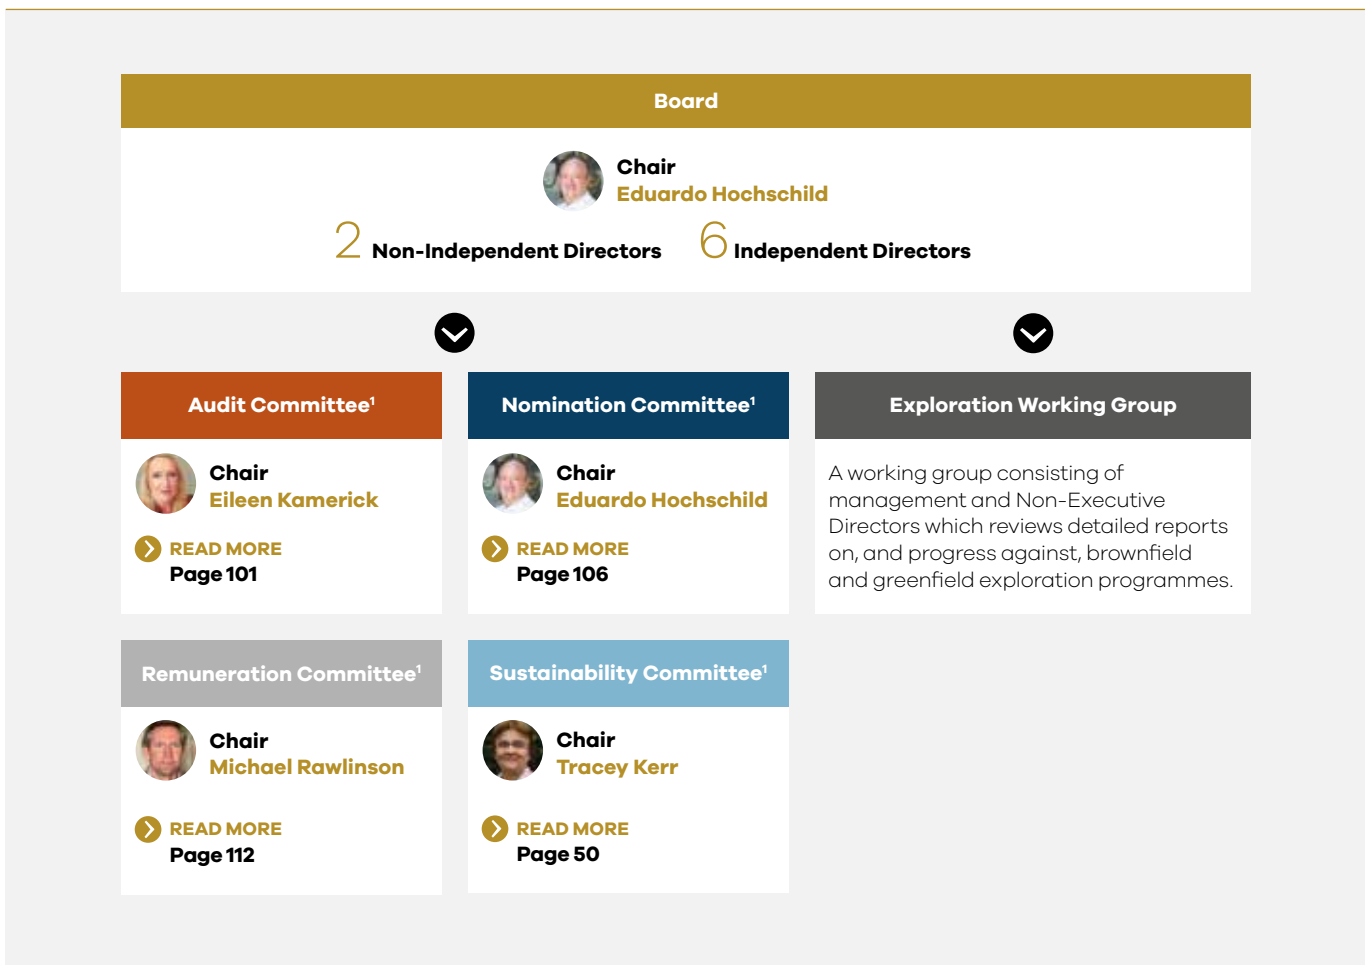 Board
Chair
Eduardo Hochschild
2 Non-Independent Directors
6 Independent Directors
Audit Committee¹
Chair
Eileen Kamerick
READ MORE
Page 101
Nomination Committee¹
Chair
Eduardo Hochschild
READ MORE
Page 106
Exploration Working Group
A working group consisting of
management and Non-Executive
Directors which reviews detailed reports
on, and progress against, brownfield
and greenfield exploration programmes.
Remuneration Committee¹
Chair
Michael Rawlinson
READ MORE
Page 112
Sustainability Committee¹
Chair
Tracey Kerr
READ MORE
Page 50